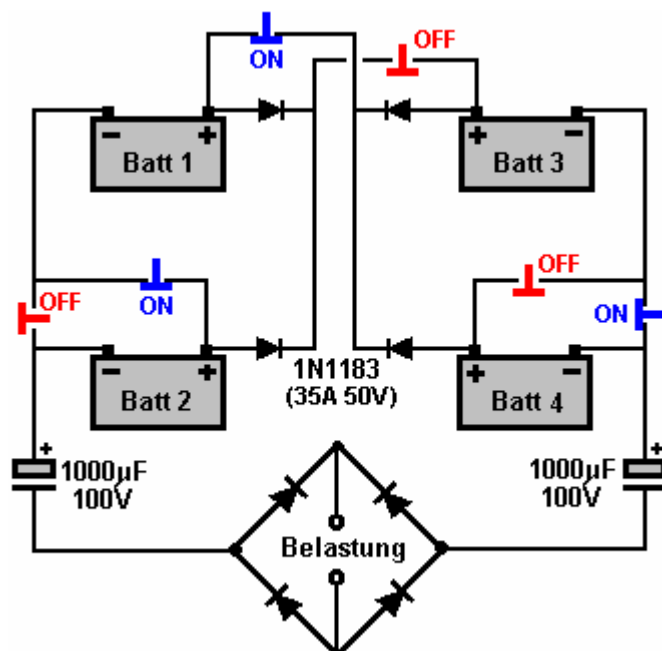 OFF
ON
− +
Batt 1
+ −
Batt 3
OFF
ON
OFF
ON
− +
Batt 2
1N1183
(35A 50V)
+ −
Batt 4
+
1000µF
100V
+
1000µF
100V
Belastung